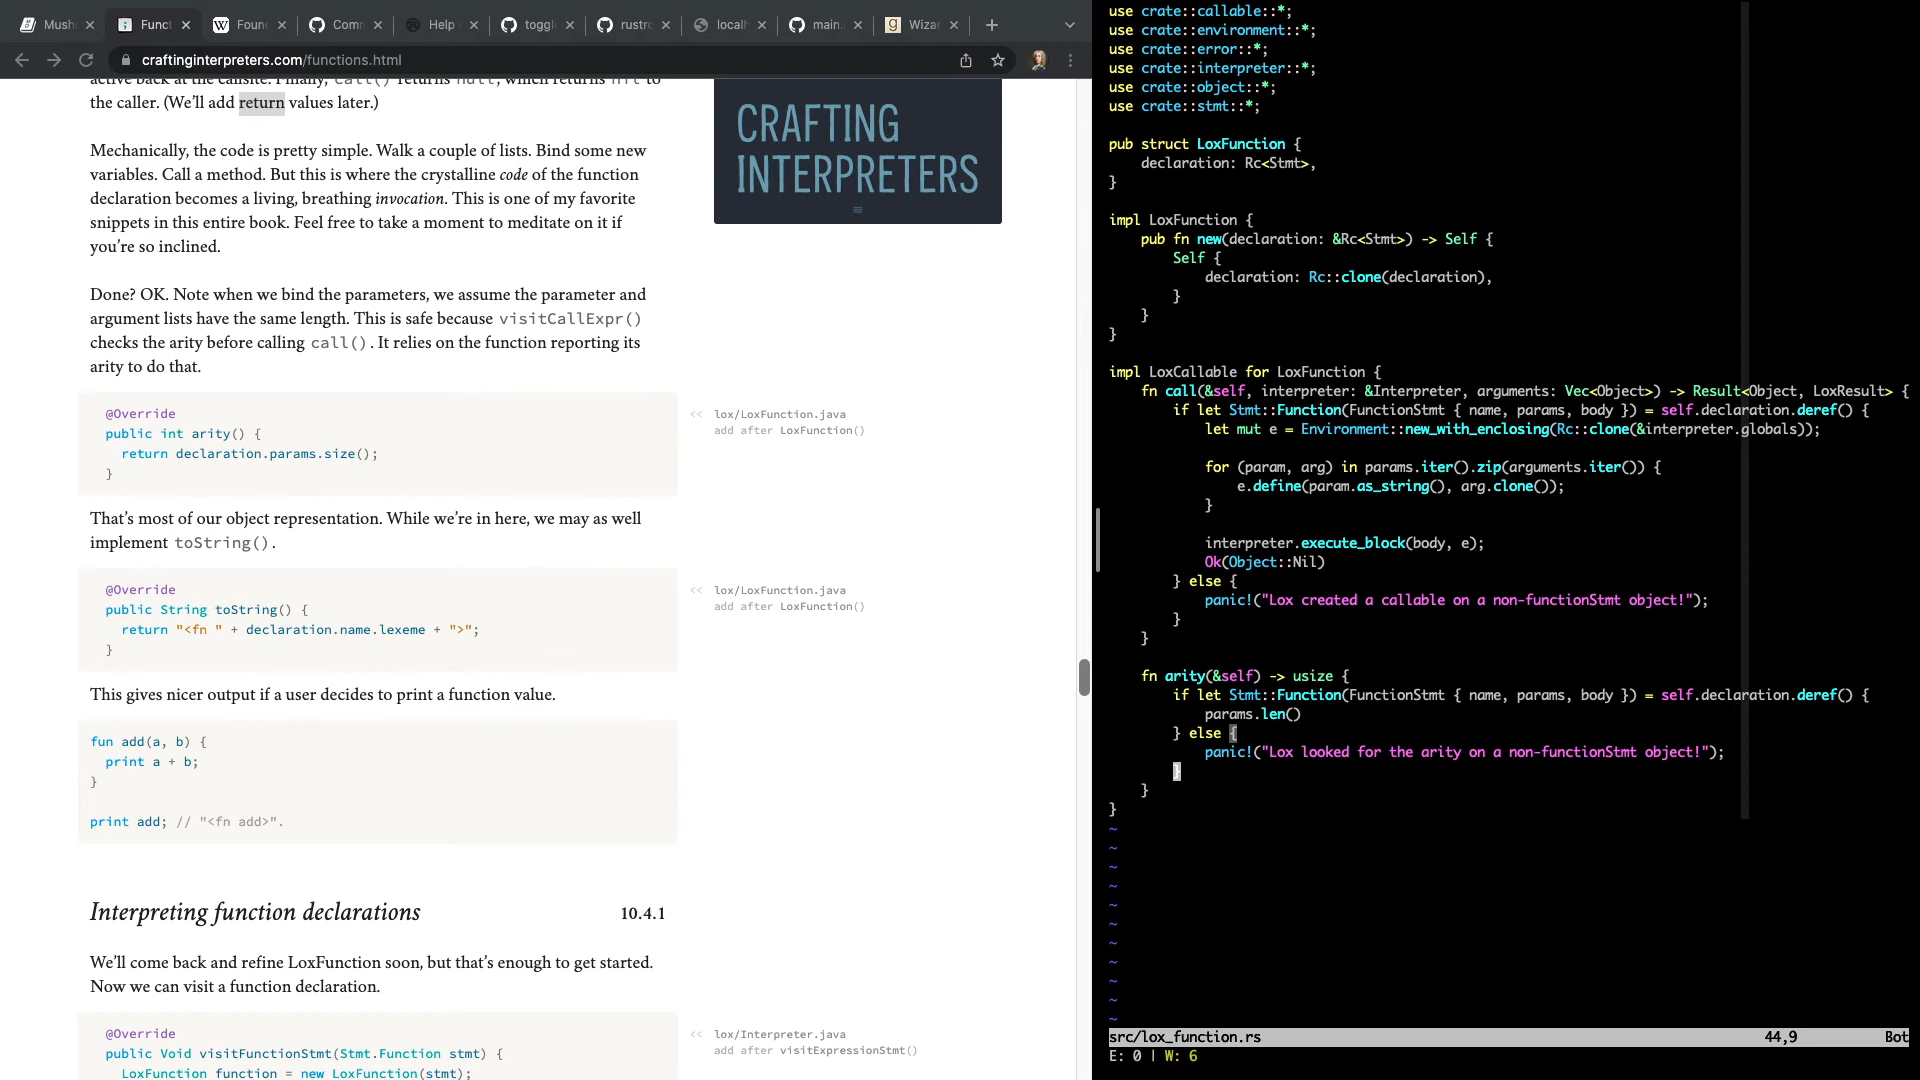 Mush
Funct
Foun
Comm
Help
toggl
rustr
local
main.
Wizar
craftinginterpreters.com/functions.html
active back at the callsite. Finally, call() returns null, which returns nil to
the caller. (We'll add return values later.)
Mechanically, the code is pretty simple. Walk a couple of lists. Bind some new
variables. Call a method. But this is where the crystalline code of the function
declaration becomes a living, breathing invocation. This is one of my favorite
snippets in this entire book. Feel free to take a moment to meditate on it if
you're so inclined.
Done? OK. Note when we bind the parameters, we assume the parameter and
argument lists have the same length. This is safe because visitCallExpr()
checks the arity before calling call(). It relies on the function reporting its
arity to do that.
@Override
public int arity() {
return declaration.params.size();
}
<< lox/LoxFunction.java
add after LoxFunction()
That's most of our object representation. While we're in here, we may as well
implement toString().
@Override
public String toString() {
return "<fn " + declaration.name.lexeme + ">";
}
<< lox/LoxFunction.java
add after LoxFunction()
This gives nicer output if a user decides to print a function value.
fun add(a, b) {
print a + b;
}
print add; // "<fn add>".
Interpreting function declarations 10.4.1
We'll come back and refine LoxFunction soon, but that's enough to get started.
Now we can visit a function declaration.
@Override
public Void visitFunctionStmt(Stmt.Function stmt) {
LoxFunction function = new LoxFunction(stmt);
<< lox/Interpreter.java
add after visitExpressionStmt()
CRAFTING
INTERPRETERS
use crate::callable::*;
use crate::environment::*;
use crate::error::*;
use crate::interpreter::*;
use crate::object::*;
use crate::stmt::*;
pub struct LoxFunction {
declaration: Rc<Stmt>,
}
impl LoxFunction {
pub fn new(declaration: &Rc<Stmt>) -> Self {
Self {
declaration: Rc::clone(declaration),
}
}
}
impl LoxCallable for LoxFunction {
fn call(&self, interpreter: &Interpreter, arguments: Vec<Object>) -> Result<Object, LoxResult> {
if let Stmt::Function(FunctionStmt { name, params, body }) = self.declaration.deref() {
let mut e = Environment::new_with_enclosing(Rc::clone(&interpreter.globals));
for (param, arg) in params.iter().zip(arguments.iter()) {
e.define(param.as_string(), arg.clone());
}
interpreter.execute_block(body, e);
Ok(Object::Nil)
} else {
panic!("Lox created a callable on a non-functionStmt object!");
}
}
fn arity(&self) -> usize {
if let Stmt::Function(FunctionStmt { name, params, body }) = self.declaration.deref() {
params.len()
} else {
panic!("Lox looked for the arity on a non-functionStmt object!");
}
}
}
~
~
~
~
~
~
~
~
~
~
~
src/lox_function.rs 44,9 Bot
E: 0 | W: 6